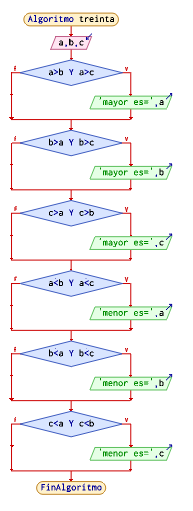 Algoritmo treinta
a,b,c
a>b Y a>c
f
v
'mayor es=',a
b>a Y b>c
f
v
'mayor es=',b
c>a Y c>b
f
v
'mayor es=',c
a<b Y a<c
f
v
'menor es=',a
b<a Y b<c
f
v
'menor es=',b
c<a Y c<b
f
v
'menor es=',c
FinAlgoritmo